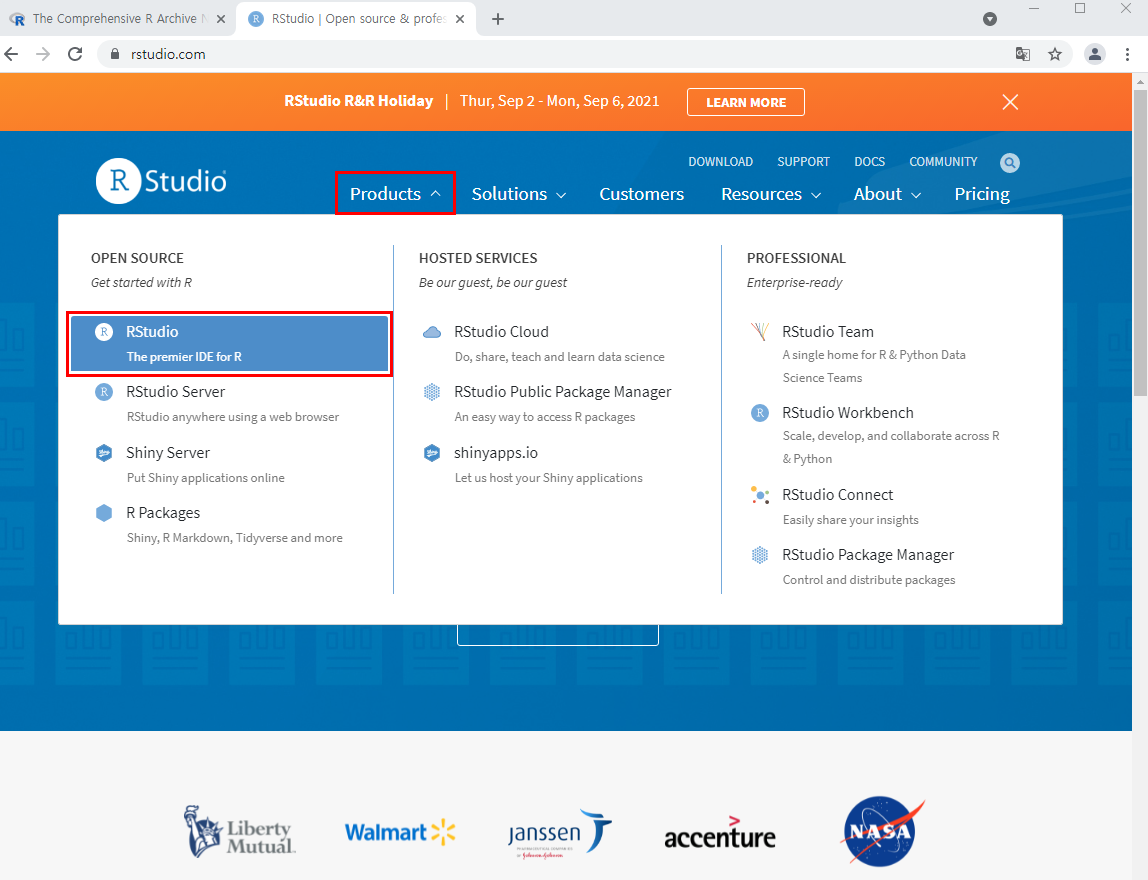 The Comprehensive R Archive N
RStudio | Open source & profes
rstudio.com
RStudio R&R Holiday | Thur, Sep 2 - Mon, Sep 6, 2021 LEARN MORE
DOWNLOAD SUPPORT DOCS COMMUNITY
R Studio
Products Solutions Customers Resources About Pricing
OPEN SOURCE
Get started with R
RStudio
The premier IDE for R
RStudio Server
RStudio anywhere using a web browser
Shiny Server
Put Shiny applications online
R Packages
Shiny, R Markdown, Tidyverse and more
HOSTED SERVICES
Be our guest, be our guest
RStudio Cloud
Do, share, teach and learn data science
RStudio Public Package Manager
An easy way to access R packages
shinyapps.io
Let us host your Shiny applications
PROFESSIONAL
Enterprise-ready
RStudio Team
A single home for R & Python Data
Science Teams
RStudio Workbench
Scale, develop, and collaborate across R
& Python
RStudio Connect
Easily share your insights
RStudio Package Manager
Control and distribute packages
Liberty
Mutual.
Walmart
janssen
Johnson & Johnson
accenture
NASA